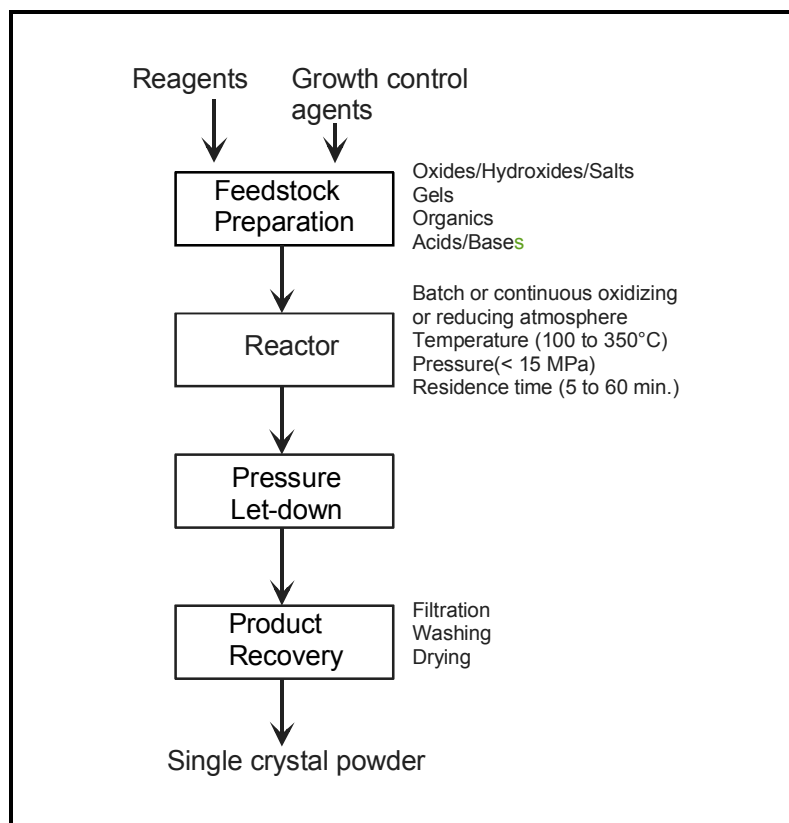 Reagents
Growth control
agents
Feedstock
Preparation
Oxides/Hydroxides/Salts
Gels
Organics
Acids/Bases
Reactor
Batch or continuous oxidizing
or reducing atmosphere
Temperature (100 to 350°C)
Pressure(< 15 MPa)
Residence time (5 to 60 min.)
Pressure
Let-down
Product
Recovery
Filtration
Washing
Drying
Single crystal powder